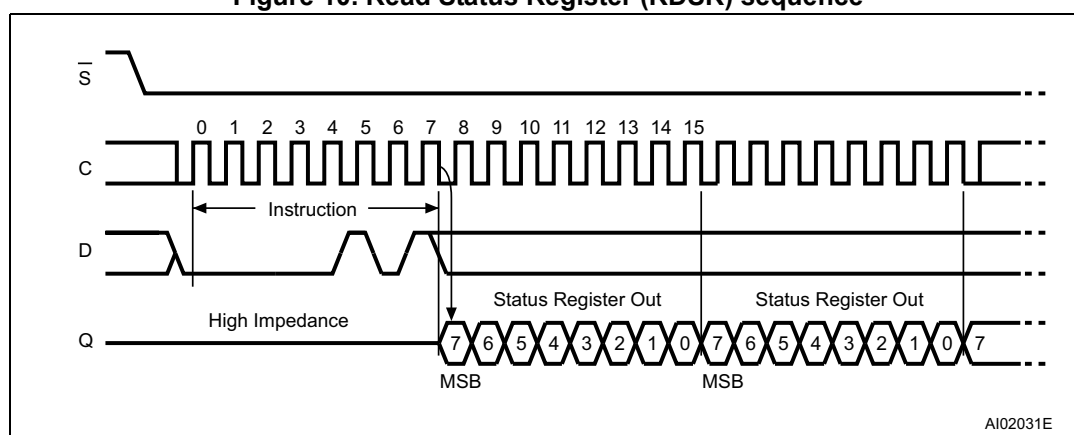 Figure 10. Read Status Register (RDSR) sequence
S
0 1 2 3 4 5 6 7 8 9 10 11 12 13 14 15
C
Instruction
D
Status Register Out Status Register Out
High Impedance
Q 7 6 5 4 3 2 1 0 7 6 5 4 3 2 1 0 7
MSB MSB
AI02031E